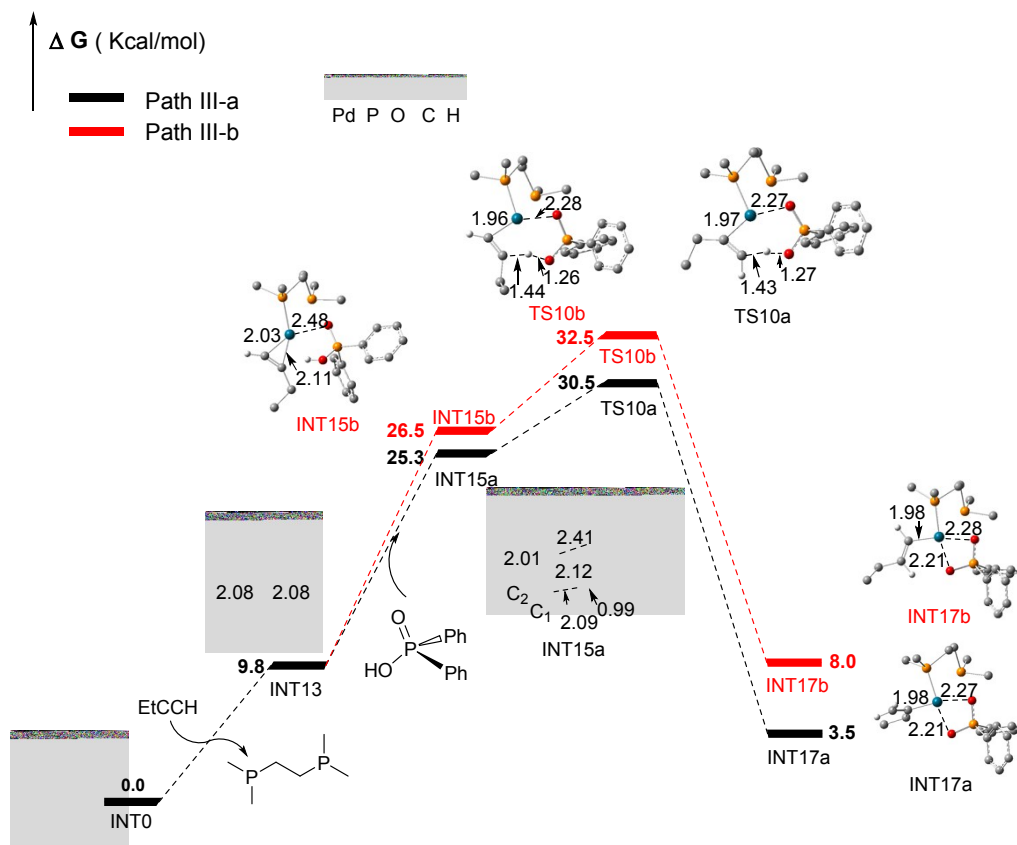 Δ G ( Kcal/mol)
Path III-a
Path III-b
Pd P O C H
2.28
1.96
1.26
1.44
TS10b
2.27
1.97
1.27
1.43
TS10a
2.48
2.03
2.11
INT15b
32.5
TS10b
30.5
TS10a
26.5
INT15b
25.3
INT15a
2.41
2.01
2.12
C2
C1
0.99
2.09
INT15a
2.08 2.08
9.8
INT13
O
HO
P
Ph
Ph
EtCCH
P
P
0.0
INT0
1.98
2.28
2.21
INT17b
8.0
INT17b
1.98
2.27
2.21
3.5
INT17a
INT17a